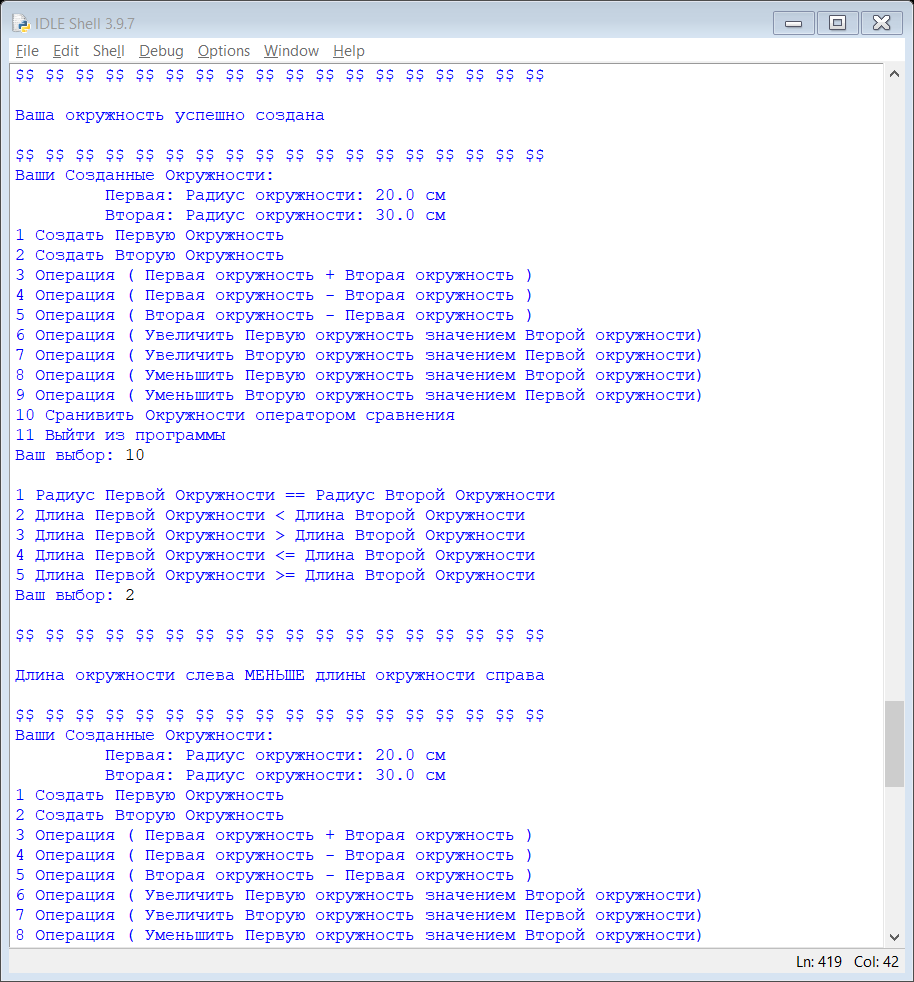 IDLE Shell 3.9.7
File Edit Shell Debug Options Window Help
$$ $$ $$ $$ $$ $$ $$ $$ $$ $$ $$ $$ $$ $$ $$ $$ $$ $$
Ваша окружность успешно создана
$$ $$ $$ $$ $$ $$ $$ $$ $$ $$ $$ $$ $$ $$ $$ $$ $$ $$
Ваши Созданные Окружности:
Первая: Радиус окружности: 20.0 см
Вторая: Радиус окружности: 30.0 см
1 Создать Первую Окружность
2 Создать Вторую Окружность
3 Операция ( Первая окружность + Вторая окружность )
4 Операция ( Первая окружность - Вторая окружность )
5 Операция ( Вторая окружность - Первая окружность )
6 Операция ( Увеличить Первую окружность значением Второй окружности)
7 Операция ( Увеличить Вторую окружность значением Первой окружности)
8 Операция ( Уменьшить Первую окружность значением Второй окружности)
9 Операция ( Уменьшить Вторую окружность значением Первой окружности)
10 Сранивить Окружности оператором сравнения
11 Выйти из программы
Ваш выбор: 10
1 Радиус Первой Окружности == Радиус Второй Окружности
2 Длина Первой Окружности < Длина Второй Окружности
3 Длина Первой Окружности > Длина Второй Окружности
4 Длина Первой Окружности <= Длина Второй Окружности
5 Длина Первой Окружности >= Длина Второй Окружности
Ваш выбор: 2
$$ $$ $$ $$ $$ $$ $$ $$ $$ $$ $$ $$ $$ $$ $$ $$ $$ $$
Длина окружности слева МЕНЬШЕ длины окружности справа
$$ $$ $$ $$ $$ $$ $$ $$ $$ $$ $$ $$ $$ $$ $$ $$ $$ $$
Ваши Созданные Окружности:
Первая: Радиус окружности: 20.0 см
Вторая: Радиус окружности: 30.0 см
1 Создать Первую Окружность
2 Создать Вторую Окружность
3 Операция ( Первая окружность + Вторая окружность )
4 Операция ( Первая окружность - Вторая окружность )
5 Операция ( Вторая окружность - Первая окружность )
6 Операция ( Увеличить Первую окружность значением Второй окружности)
7 Операция ( Увеличить Вторую окружность значением Первой окружности)
8 Операция ( Уменьшить Первую окружность значением Второй окружности)
Ln: 419 Col: 42